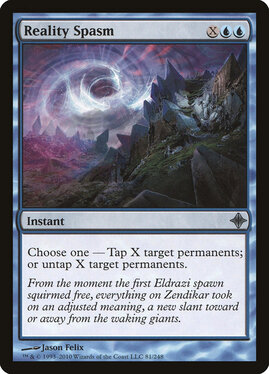 Reality Spasm
XUU
Instant
Choose one — Tap X target permanents;
or untap X target permanents.
From the moment the first Eldrazi spawn
squirmed free, everything on Zendikar took
on an adjusted meaning, a new slant toward
or away from the waking giants.
Jason Felix
™ & © 1993–2010 Wizards of the Coast LLC 81/248